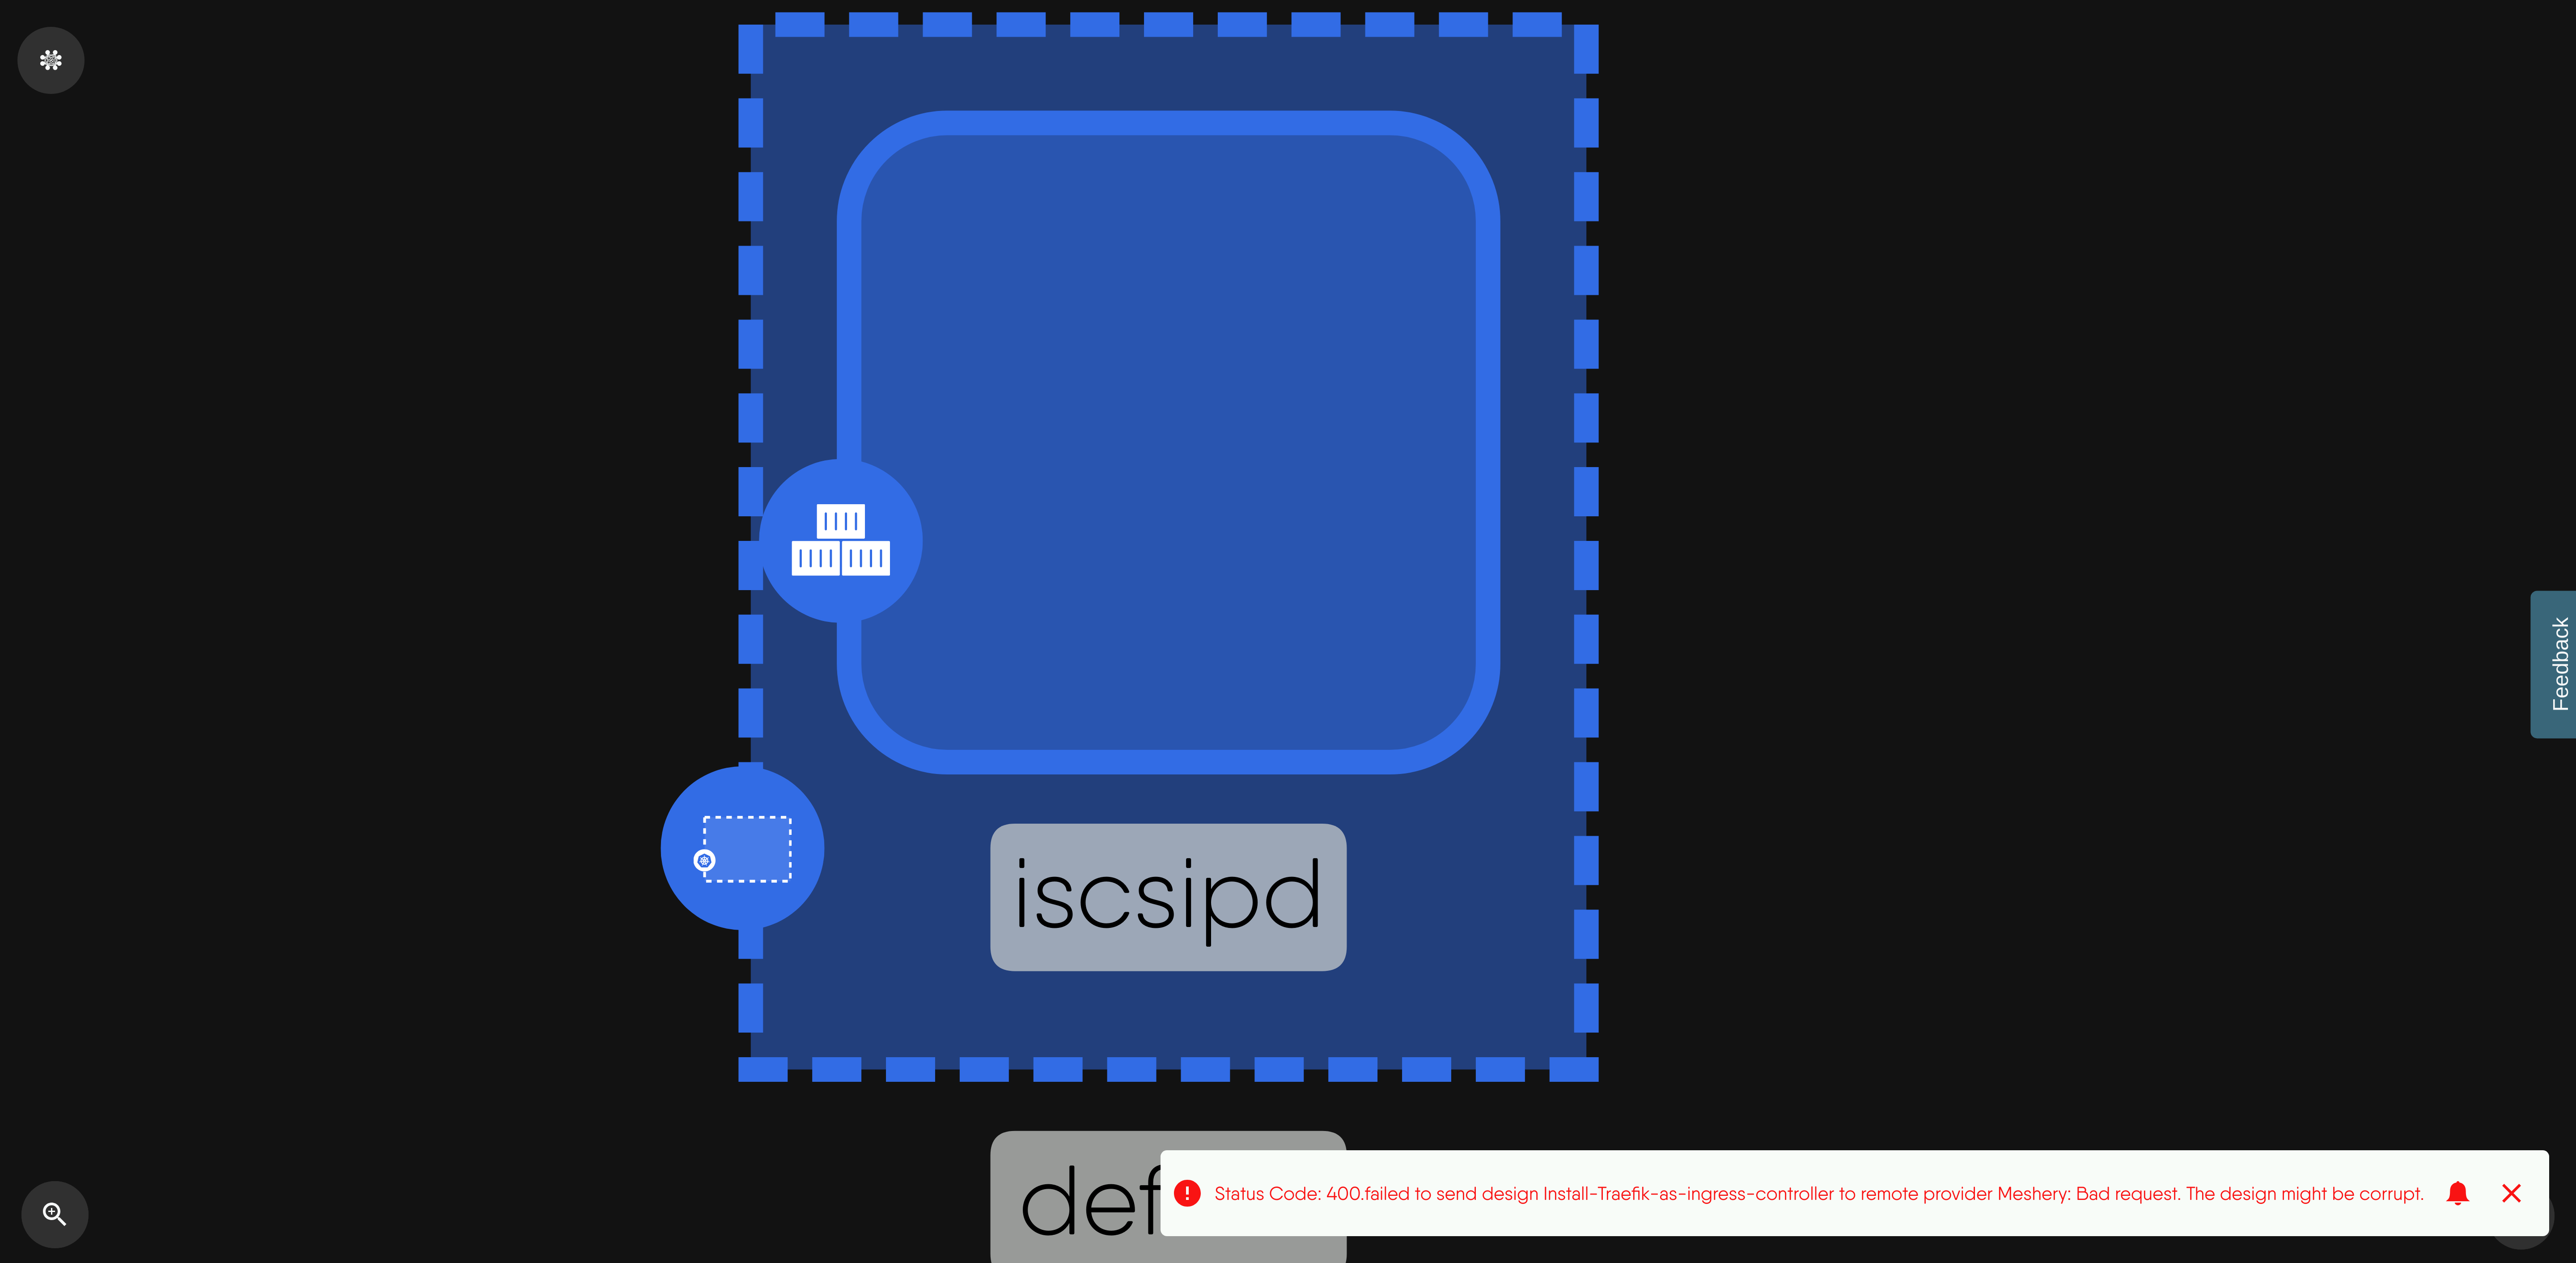 iscsipd
def
Status Code: 400.failed to send design Install-Traefik-as-ingress-controller to remote provider Meshery: Bad request. The design might be corrupt.
Feedback